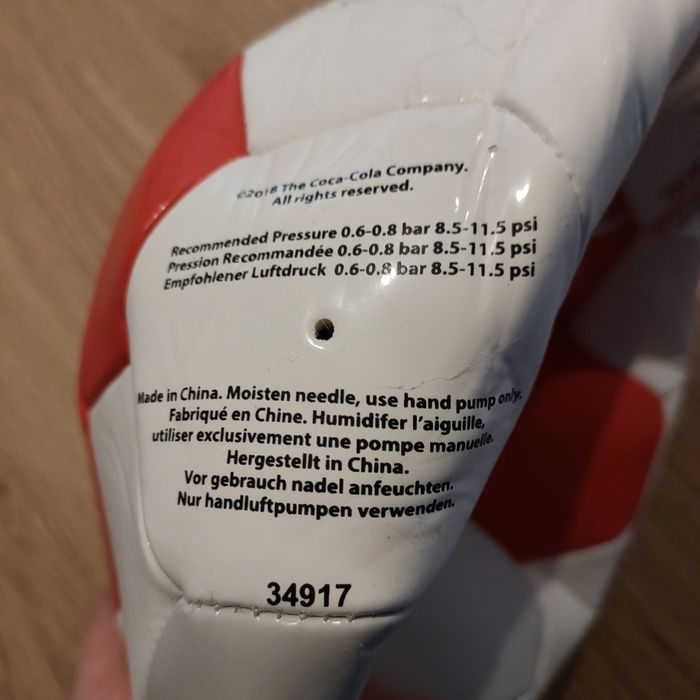 ©2018 The Coca-Cola Company.
All rights reserved.
Recommended Pressure 0.6-0.8 bar 8.5-11.5 psi
Pression Recommandée 0.6-0.8 bar 8.5-11.5 psi
Empfohlener Luftdruck 0.6-0.8 bar 8.5-11.5 psi
Made in China. Moisten needle, use hand pump only.
Fabriqué en Chine. Humidifer l'aiguille,
utiliser exclusivement une pompe manuelle.
Hergestellt in China.
Vor gebrauch nadel anfeuchten.
Nur handluftpumpen verwenden.
34917